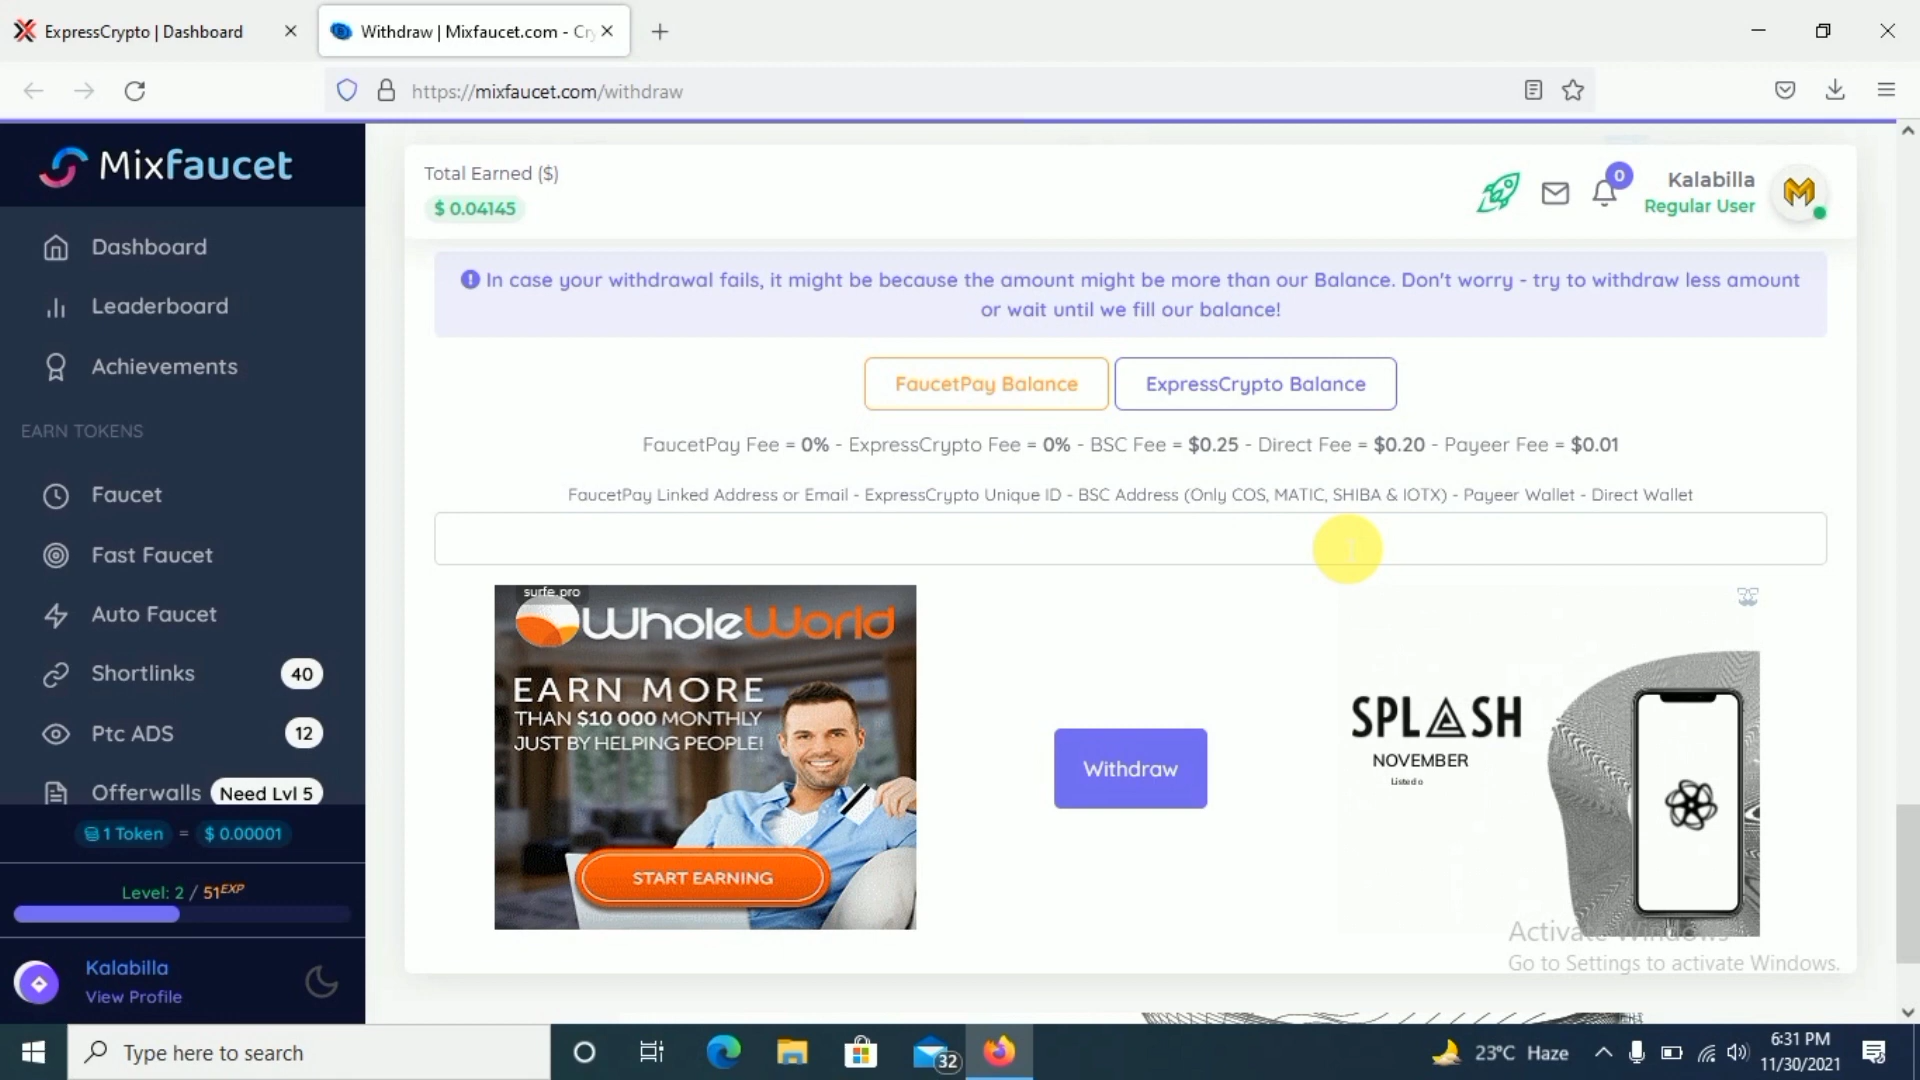 ExpressCrypto | Dashboard
Withdraw | Mixfaucet.com - Cry
https://mixfaucet.com/withdraw
Mixfaucet
Total Earned ($)
$ 0.04145
0
Kalabilla
Regular User
Dashboard
Leaderboard
Achievements
EARN TOKENS
Faucet
Fast Faucet
Auto Faucet
Shortlinks 40
Ptc ADS 12
Offerwalls Need Lvl 5
1 Token = $ 0.00001
Level: 2 / 51EXP
Kalabilla
View Profile
In case your withdrawal fails, it might be because the amount might be more than our Balance. Don't worry - try to withdraw less amount
or wait until we fill our balance!
FaucetPay Balance
ExpressCrypto Balance
FaucetPay Fee = 0% - ExpressCrypto Fee = 0% - BSC Fee = $0.25 - Direct Fee = $0.20 - Payeer Fee = $0.01
FaucetPay Linked Address or Email - ExpressCrypto Unique ID - BSC Address (Only COS, MATIC, SHIBA & IOTX) - Payeer Wallet - Direct Wallet
surfe.pro
WholeWorld
EARN MORE
THAN $10 000 MONTHLY
JUST BY HELPING PEOPLE!
START EARNING
Withdraw
SPLASH
NOVEMBER
Listed o
Activate Windows
Go to Settings to activate Windows.
Type here to search
32
23°C Haze
6:31 PM
11/30/2021